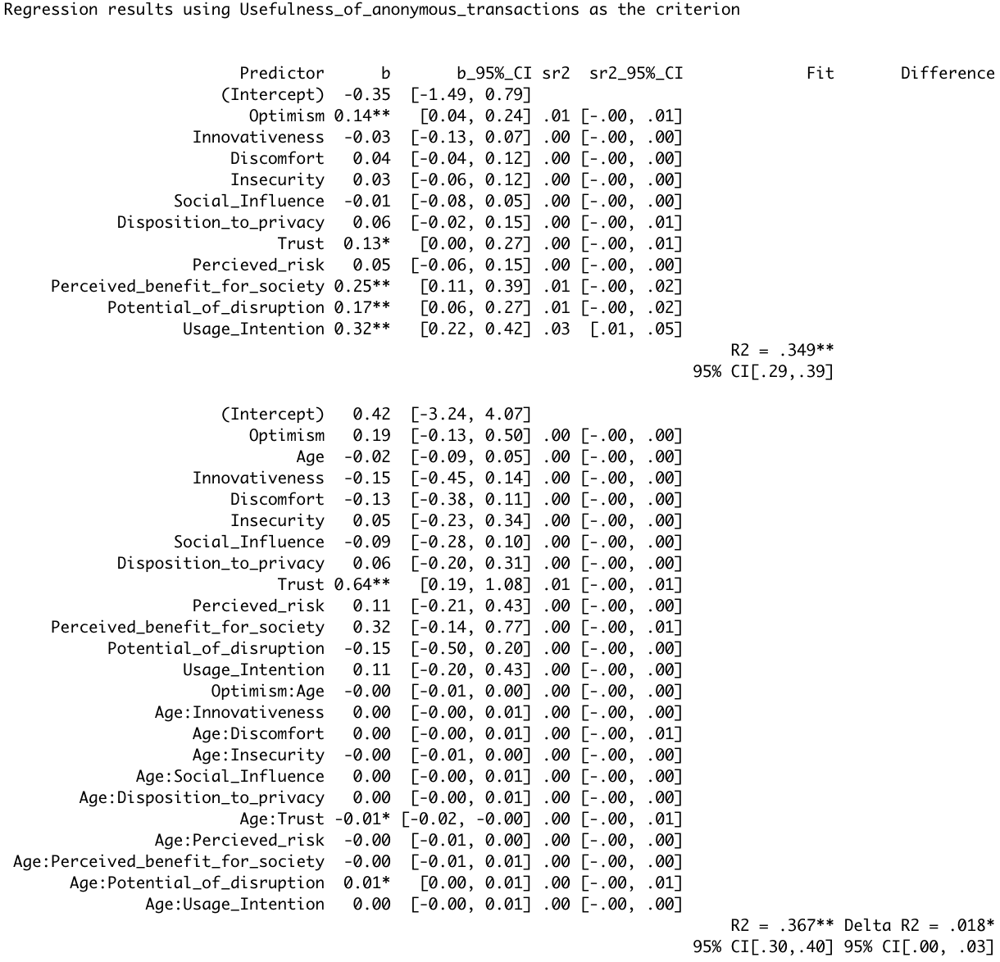 Regression results using Usefulness_of_anonymous_transactions as the criterion
Predictor b b_95%_CI sr2 sr2_95%_CI Fit Difference
(Intercept) -0.35 [-1.49, 0.79]
Optimism 0.14** [0.04, 0.24] .01 [-.00, .01]
Innovativeness -0.03 [-0.13, 0.07] .00 [-.00, .00]
Discomfort 0.04 [-0.04, 0.12] .00 [-.00, .00]
Insecurity 0.03 [-0.06, 0.12] .00 [-.00, .00]
Social_Influence -0.01 [-0.08, 0.05] .00 [-.00, .00]
Disposition_to_privacy 0.06 [-0.02, 0.15] .00 [-.00, .01]
Trust 0.13* [0.00, 0.27] .00 [-.00, .01]
Percieved_risk 0.05 [-0.06, 0.15] .00 [-.00, .00]
Perceived_benefit_for_society 0.25** [0.11, 0.39] .01 [-.00, .02]
Potential_of_disruption 0.17** [0.06, 0.27] .01 [-.00, .02]
Usage_Intention 0.32** [0.22, 0.42] .03 [.01, .05]
R2 = .349**
95% CI[.29,.39]
(Intercept) 0.42 [-3.24, 4.07]
Optimism 0.19 [-0.13, 0.50] .00 [-.00, .00]
Age -0.02 [-0.09, 0.05] .00 [-.00, .00]
Innovativeness -0.15 [-0.45, 0.14] .00 [-.00, .00]
Discomfort -0.13 [-0.38, 0.11] .00 [-.00, .00]
Insecurity 0.05 [-0.23, 0.34] .00 [-.00, .00]
Social_Influence -0.09 [-0.28, 0.10] .00 [-.00, .00]
Disposition_to_privacy 0.06 [-0.20, 0.31] .00 [-.00, .00]
Trust 0.64** [0.19, 1.08] .01 [-.00, .01]
Percieved_risk 0.11 [-0.21, 0.43] .00 [-.00, .00]
Perceived_benefit_for_society 0.32 [-0.14, 0.77] .00 [-.00, .01]
Potential_of_disruption -0.15 [-0.50, 0.20] .00 [-.00, .00]
Usage_Intention 0.11 [-0.20, 0.43] .00 [-.00, .00]
Optimism:Age -0.00 [-0.01, 0.00] .00 [-.00, .00]
Age:Innovativeness 0.00 [-0.00, 0.01] .00 [-.00, .00]
Age:Discomfort 0.00 [-0.00, 0.01] .00 [-.00, .01]
Age:Insecurity -0.00 [-0.01, 0.00] .00 [-.00, .00]
Age:Social_Influence 0.00 [-0.00, 0.01] .00 [-.00, .00]
Age:Disposition_to_privacy 0.00 [-0.00, 0.01] .00 [-.00, .00]
Age:Trust -0.01* [-0.02, -0.00] .00 [-.00, .01]
Age:Percieved_risk -0.00 [-0.01, 0.00] .00 [-.00, .00]
Age:Perceived_benefit_for_society -0.00 [-0.01, 0.01] .00 [-.00, .00]
Age:Potential_of_disruption 0.01* [0.00, 0.01] .00 [-.00, .01]
Age:Usage_Intention 0.00 [-0.00, 0.01] .00 [-.00, .00]
R2 = .367** Delta R2 = .018*
95% CI[.30,.40] 95% CI[.00, .03]